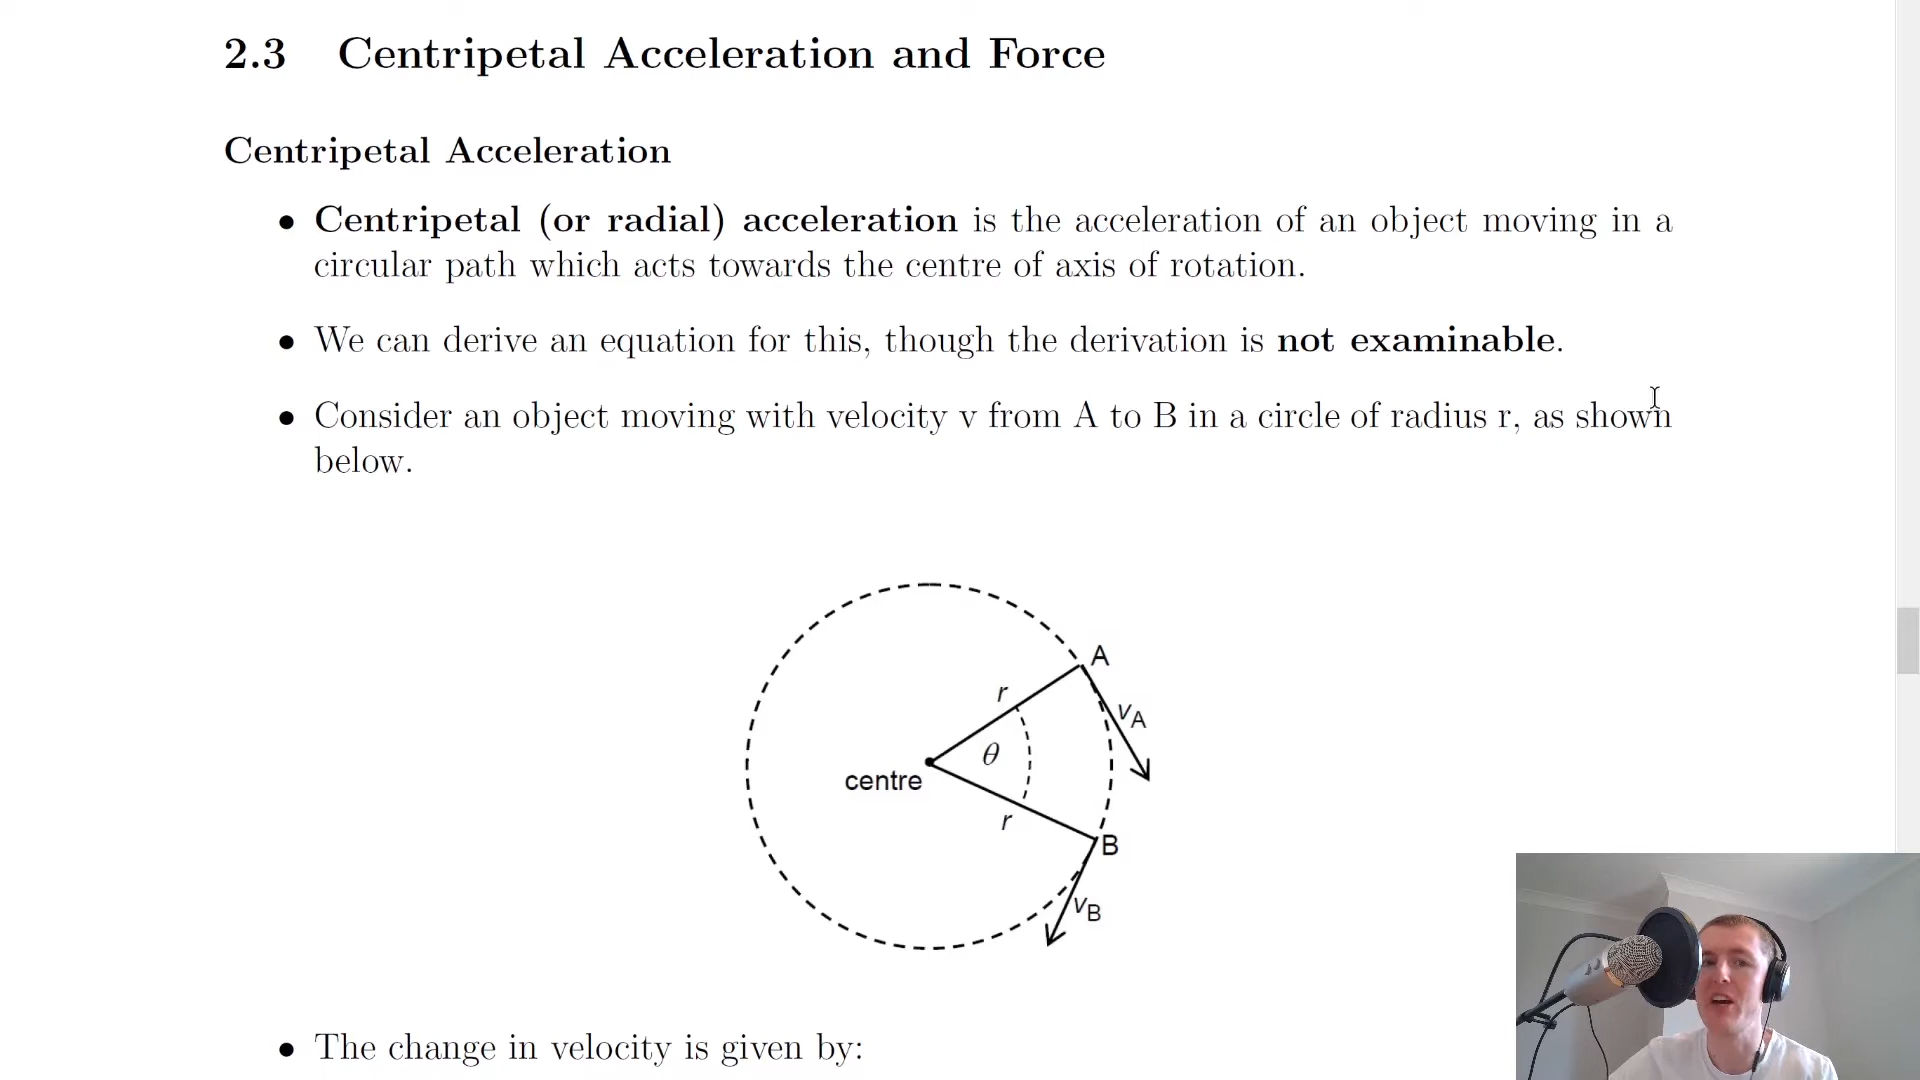 2.3 Centripetal Acceleration and Force
Centripetal Acceleration
• Centripetal (or radial) acceleration is the acceleration of an object moving in a
circular path which acts towards the centre of axis of rotation.
• We can derive an equation for this, though the derivation is not examinable.
• Consider an object moving with velocity v from A to B in a circle of radius r, as shown
below.
A
r
vA
θ
centre
r
B
vB
• The change in velocity is given by: